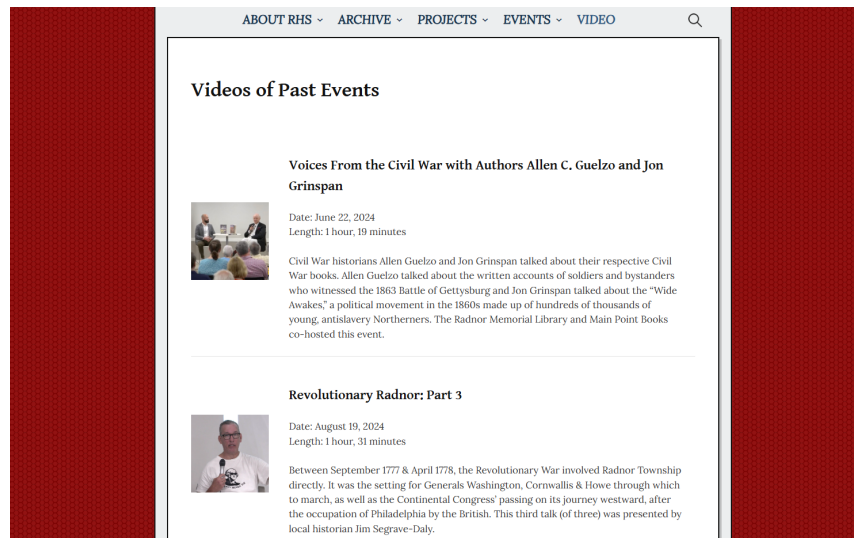 ABOUT RHS ARCHIVE PROJECTS EVENTS VIDEO
Videos of Past Events
Voices From the Civil War with Authors Allen C. Guelzo and Jon
Grinspan
Date: June 22, 2024
Length: 1 hour, 19 minutes
Civil War historians Allen Guelzo and Jon Grinspan talked about their respective Civil
War books. Allen Guelzo talked about the written accounts of soldiers and bystanders
who witnessed the 1863 Battle of Gettysburg and Jon Grinspan talked about the “Wide
Awakes,” a political movement in the 1860s made up of hundreds of thousands of
young, antislavery Northerners. The Radnor Memorial Library and Main Point Books
co-hosted this event.
Revolutionary Radnor: Part 3
Date: August 19, 2024
Length: 1 hour, 31 minutes
Between September 1777 & April 1778, the Revolutionary War involved Radnor Township
directly. It was the setting for Generals Washington, Cornwallis & Howe through which
to march, as well as the Continental Congress’ passing on its journey westward, after
the occupation of Philadelphia by the British. This third talk (of three) was presented by
local historian Jim Segrave-Daly.